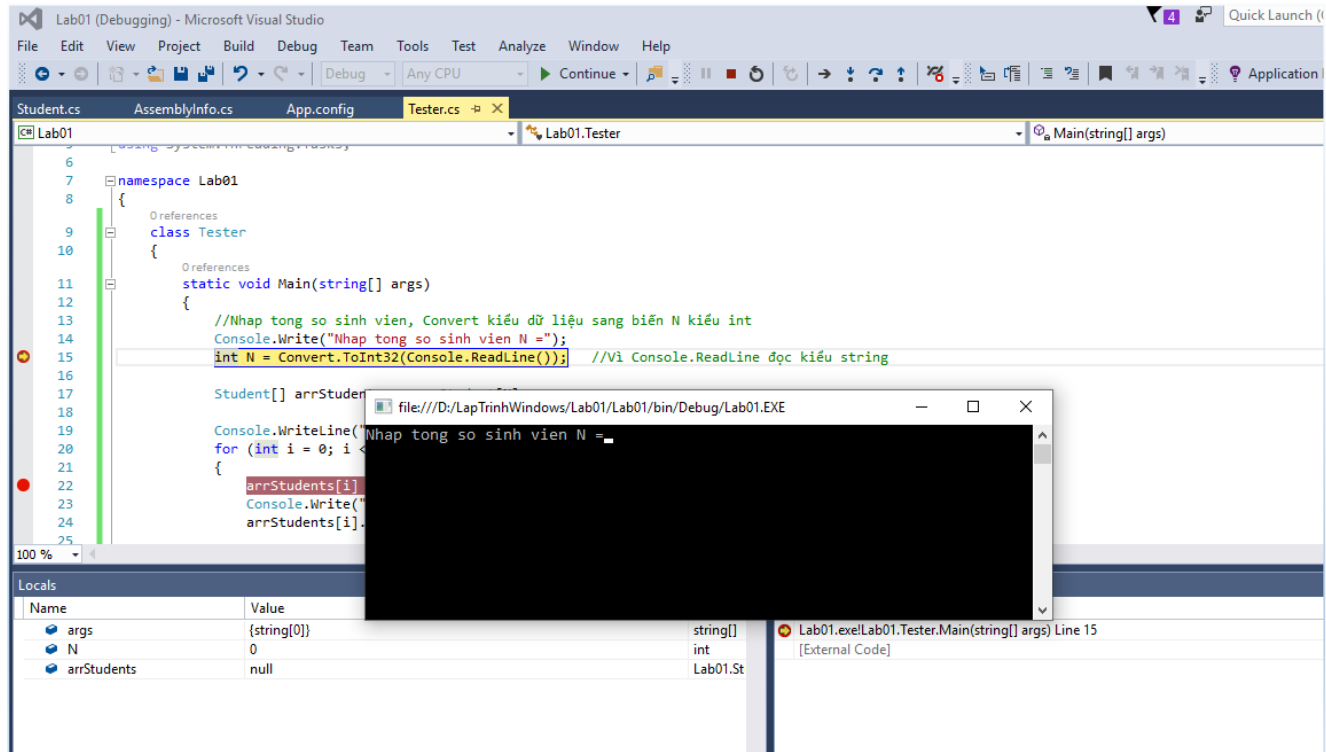 Lab01 (Debugging) - Microsoft Visual Studio
4
Quick Launch (
File Edit View Project Build Debug Team Tools Test Analyze Window Help
Debug Any CPU Continue Application
Student.cs AssemblyInfo.cs App.config Tester.cs
C# Lab01 Lab01.Tester Main(string[] args)
using System.Threading.Tasks;
6
7 namespace Lab01
8 {
0 references
9 class Tester
10 {
0 references
11 static void Main(string[] args)
12 {
13 //Nhap tong so sinh vien, Convert kiểu dữ liệu sang biến N kiểu int
14 Console.Write("Nhap tong so sinh vien N =");
15 int N = Convert.ToInt32(Console.ReadLine()); //Vì Console.ReadLine đọc kiểu string
16
17 Student[] arrStuden
18
19 Console.WriteLine("
20 for (int i = 0; i <
21 {
22 arrStudents[i]
23 Console.Write("
24 arrStudents[i].
25
file:///D:/LapTrinhWindows/Lab01/Lab01/bin/Debug/Lab01.EXE
Nhap tong so sinh vien N =
100 %
Locals
Name Value
args {string[0]} string[]
N 0 int
arrStudents null Lab01.St
Lab01.exe!Lab01.Tester.Main(string[] args) Line 15
[External Code]